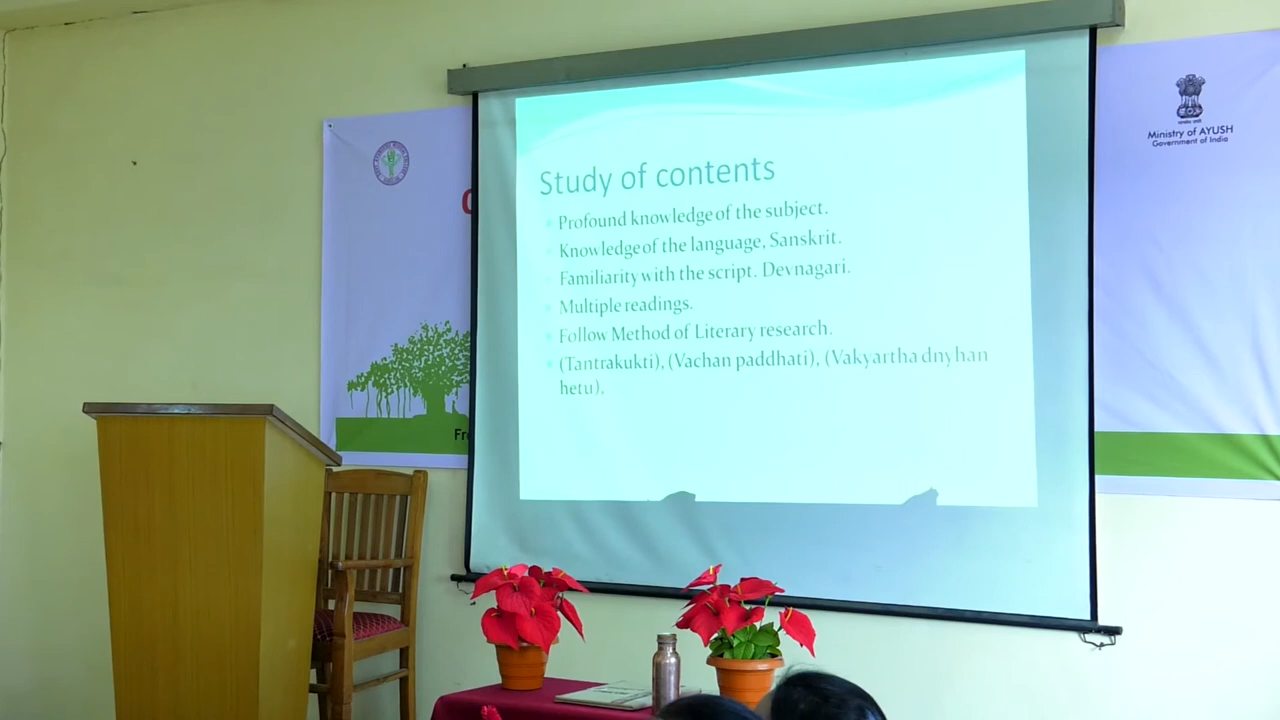 Study of contents
Profound knowledge of the subject.
Knowledge of the language, Sanskrit.
Familiarity with the script. Devnagari.
Multiple readings.
Follow Method of Literary research.
(Tantrakukti), (Vachan paddhati), (Vakyartha dnyhan
hetu).
Ministry of AYUSH
Government of India